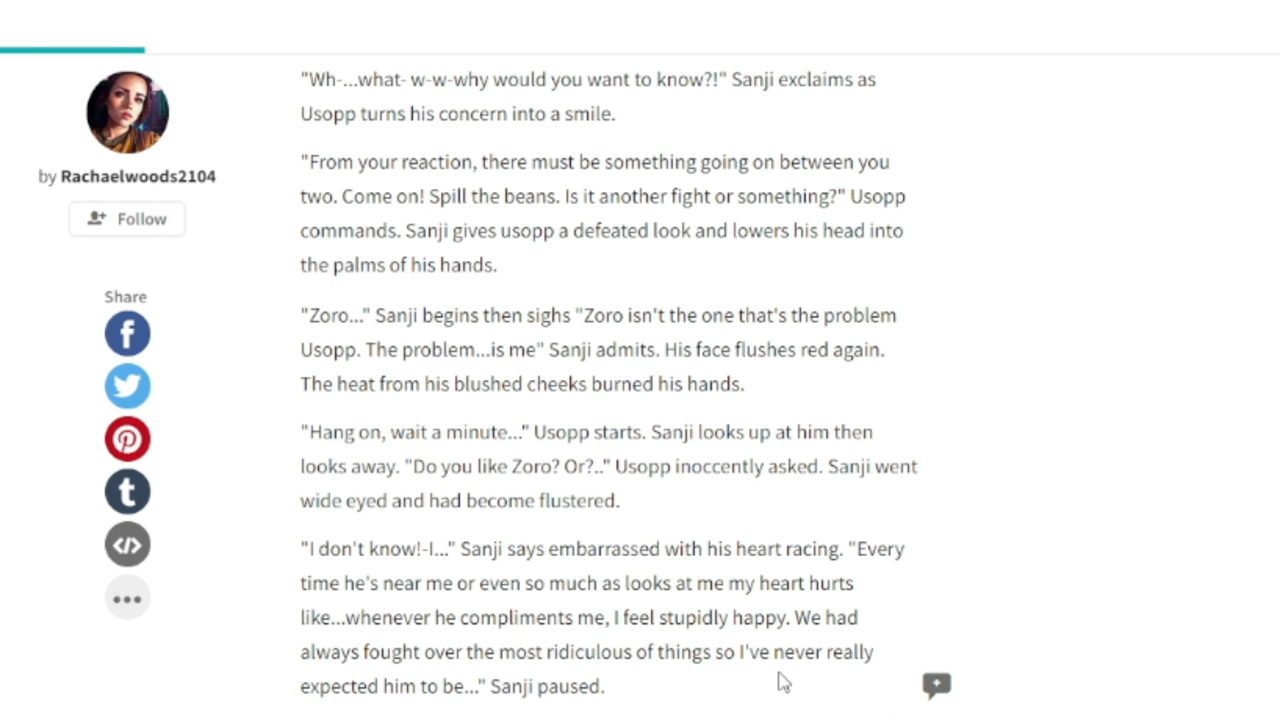 "Wh-...what- w-w-why would you want to know?!" Sanji exclaims as
Usopp turns his concern into a smile.
by Rachaelwoods2104
Follow
"From your reaction, there must be something going on between you
two. Come on! Spill the beans. Is it another fight or something?" Usopp
commands. Sanji gives usopp a defeated look and lowers his head into
the palms of his hands.
Share
"Zoro..." Sanji begins then sighs "Zoro isn't the one that's the problem
Usopp. The problem...is me" Sanji admits. His face flushes red again.
The heat from his blushed cheeks burned his hands.
"Hang on, wait a minute..." Usopp starts. Sanji looks up at him then
looks away. "Do you like Zoro? Or?.." Usopp inoccently asked. Sanji went
wide eyed and had become flustered.
"I don't know!-I..." Sanji says embarrassed with his heart racing. "Every
time he's near me or even so much as looks at me my heart hurts
like...whenever he compliments me, I feel stupidly happy. We had
always fought over the most ridiculous of things so I've never really
expected him to be..." Sanji paused.